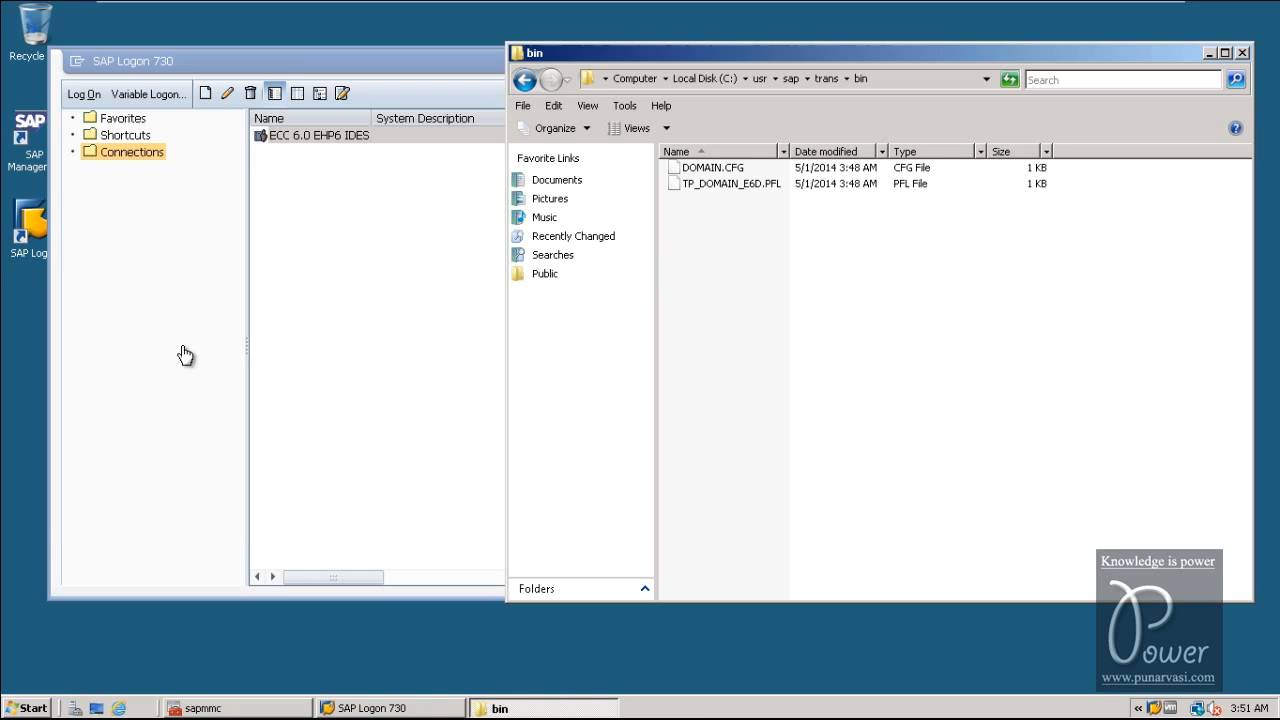 Recycle
SAP
SAP
Manager
SAP Log
SAP Logon 730
Log On Variable Logon...
Favorites
Shortcuts
Connections
Name System Description
ECC 6.0 EHP6 IDES
bin
Computer Local Disk (C:) usr sap trans bin
Search
File Edit View Tools Help
Organize Views
Favorite Links
Documents
Pictures
Music
Recently Changed
Searches
Public
Folders
Name Date modified Type Size
DOMAIN.CFG 5/1/2014 3:48 AM CFG File 1 KB
TP_DOMAIN_E6D.PFL 5/1/2014 3:48 AM PFL File 1 KB
Knowledge is power
Power
www.punarvasi.com
Start sapmmc SAP Logon 730 bin « vm 3:51 AM